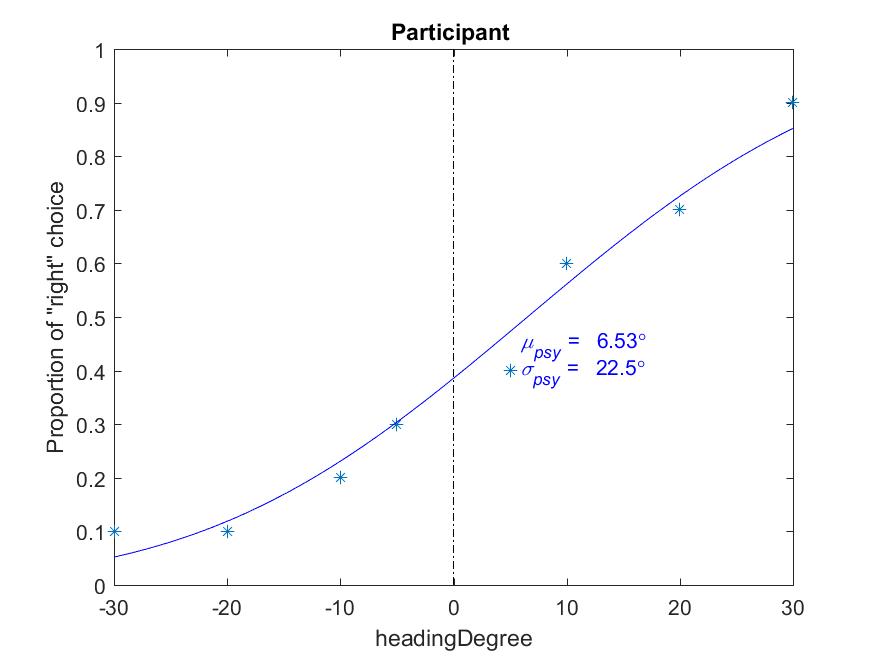 Participant
1
0.9
0.8
0.7
0.6
0.5
0.4
0.3
0.2
0.1
0
Proportion of "right" choice
μpsy = 6.53°
σpsy = 22.5°
-30 -20 -10 0 10 20 30
headingDegree